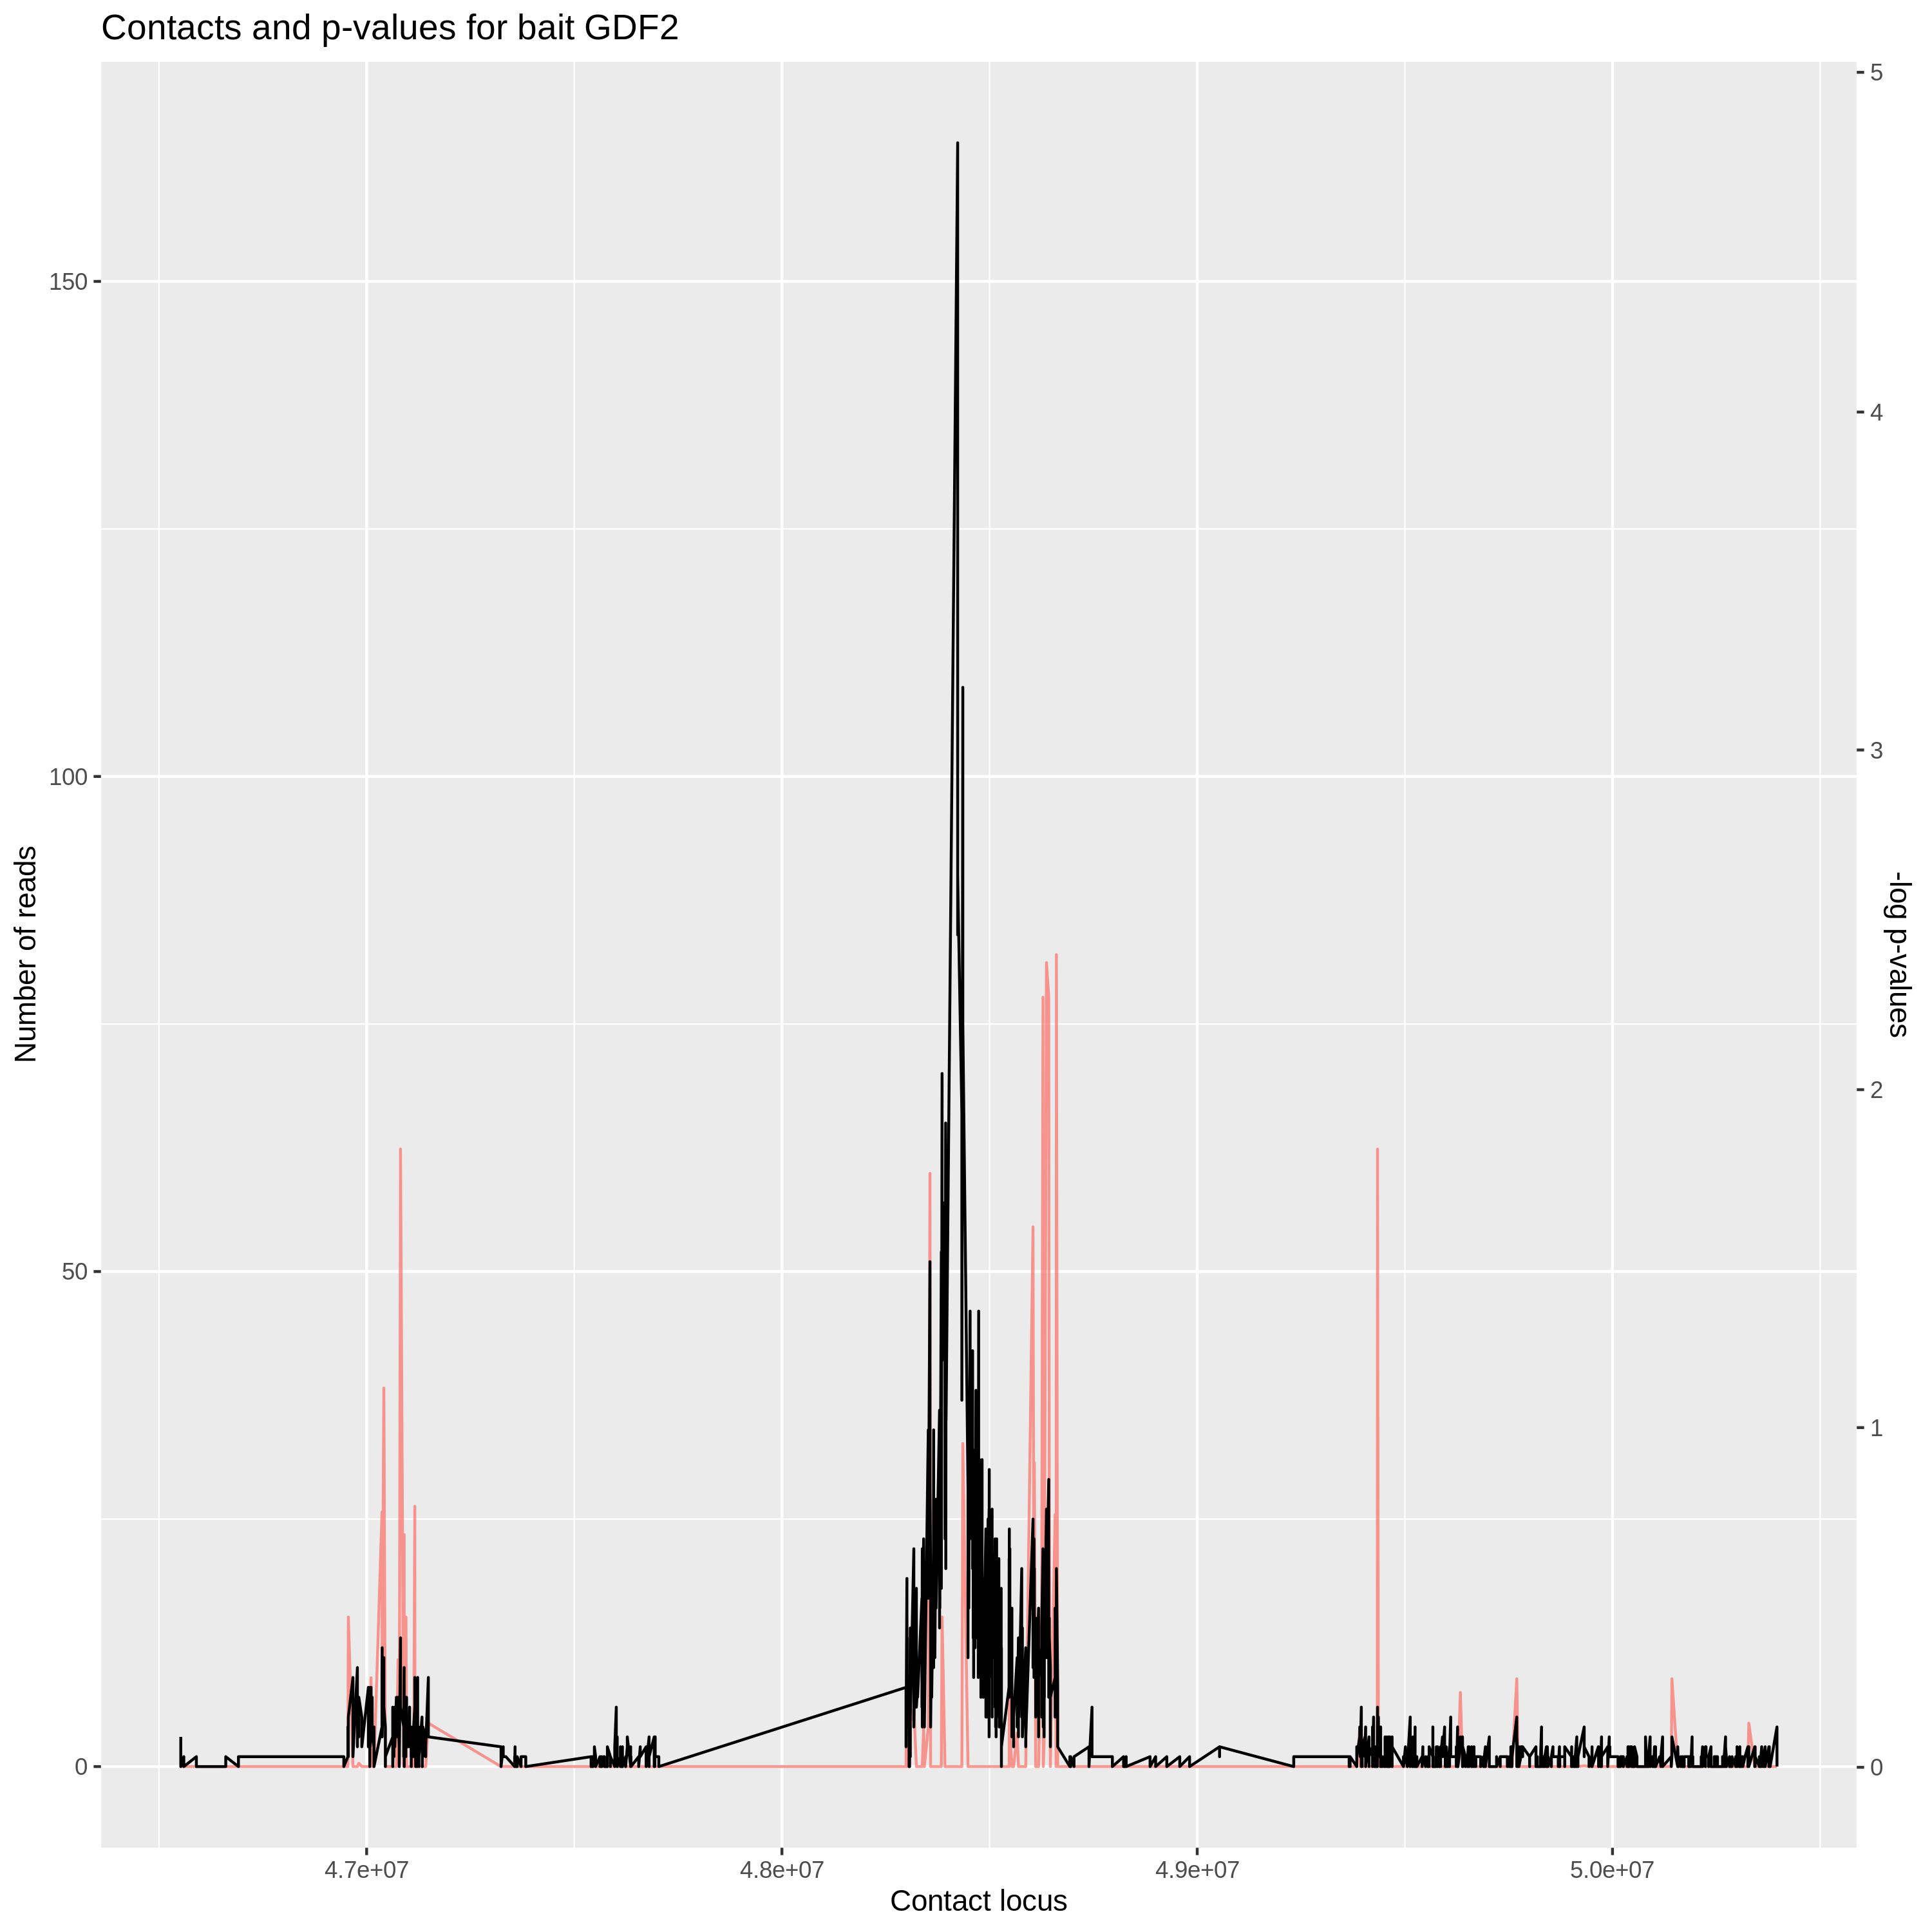 Contacts and p-values for bait GDF2
150
100
50
0
Number of reads
5
4
3
2
1
0
-log p-values
4.7e+07
4.8e+07
4.9e+07
5.0e+07
Contact locus